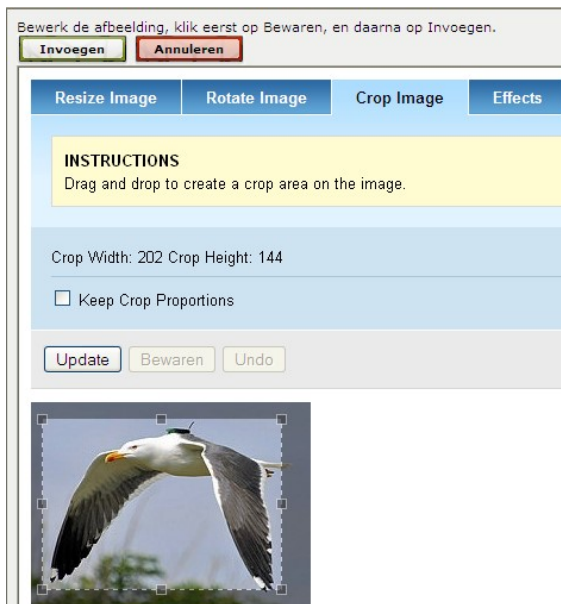 Bewerk de afbeelding, klik eerst op Bewaren, en daarna op Invoegen.
Invoegen Annuleren
Resize Image Rotate Image Crop Image Effects
INSTRUCTIONS
Drag and drop to create a crop area on the image.
Crop Width: 202 Crop Height: 144
Keep Crop Proportions
Update Bewaren Undo